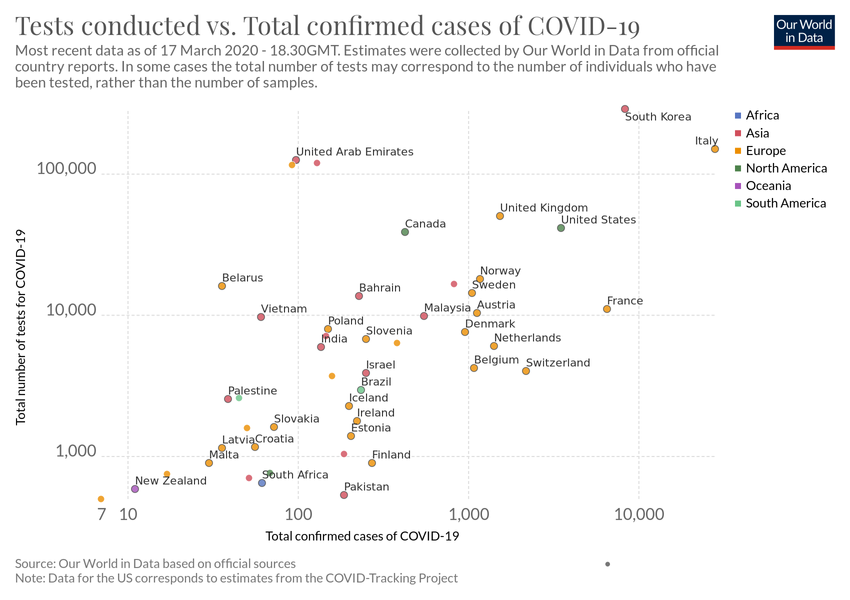 Tests conducted vs. Total confirmed cases of COVID-19
Our World
in Data
Most recent data as of 17 March 2020 - 18.30GMT. Estimates were collected by Our World in Data from official
country reports. In some cases the total number of tests may correspond to the number of individuals who have
been tested, rather than the number of samples.
South Korea
Italy
Africa
Asia
Europe
North America
Oceania
South America
United Arab Emirates
100,000
United Kingdom
United States
Canada
Norway
Belarus
Sweden
Bahrain
France
10,000
Vietnam
Malaysia
Austria
Poland
Denmark
India
Slovenia
Netherlands
Belgium
Switzerland
Israel
Brazil
Palestine
Iceland
Ireland
Slovakia
Estonia
Latvia
Croatia
1,000
Malta
Finland
New Zealand
South Africa
Pakistan
7
10
100
1,000
10,000
Total number of tests for COVID-19
Total confirmed cases of COVID-19
Source: Our World in Data based on official sources
Note: Data for the US corresponds to estimates from the COVID-Tracking Project